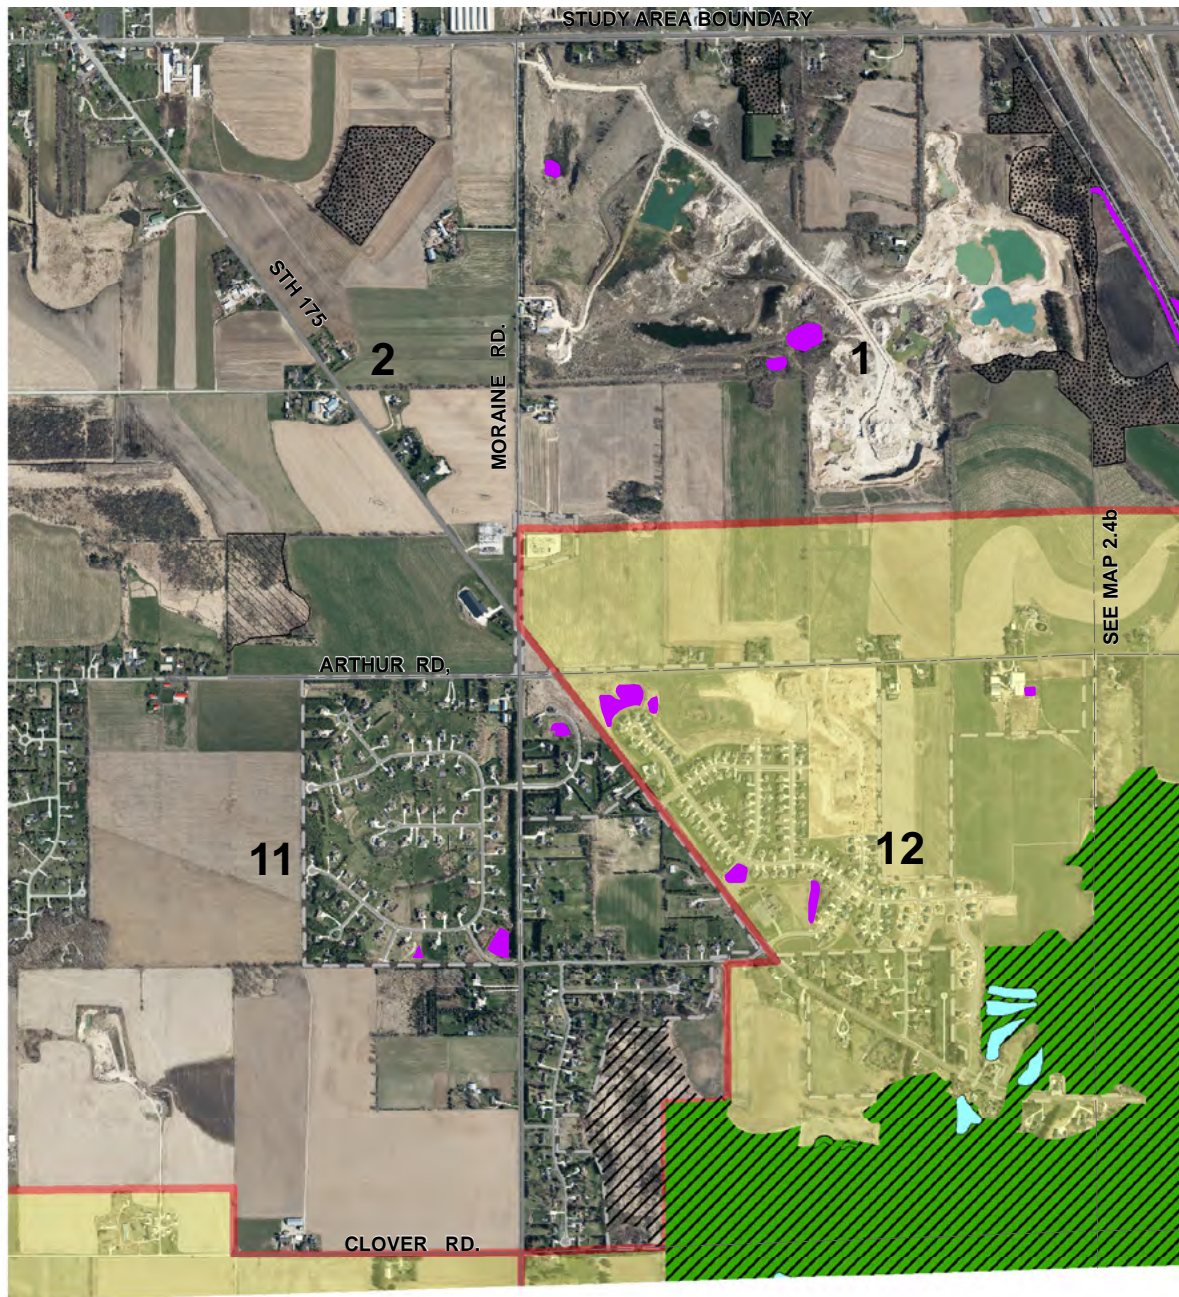 STUDY AREA BOUNDARY
STH 175
2
MORAINE RD.
1
SEE MAP 2.4b
ARTHUR RD,
11
12
CLOVER RD.